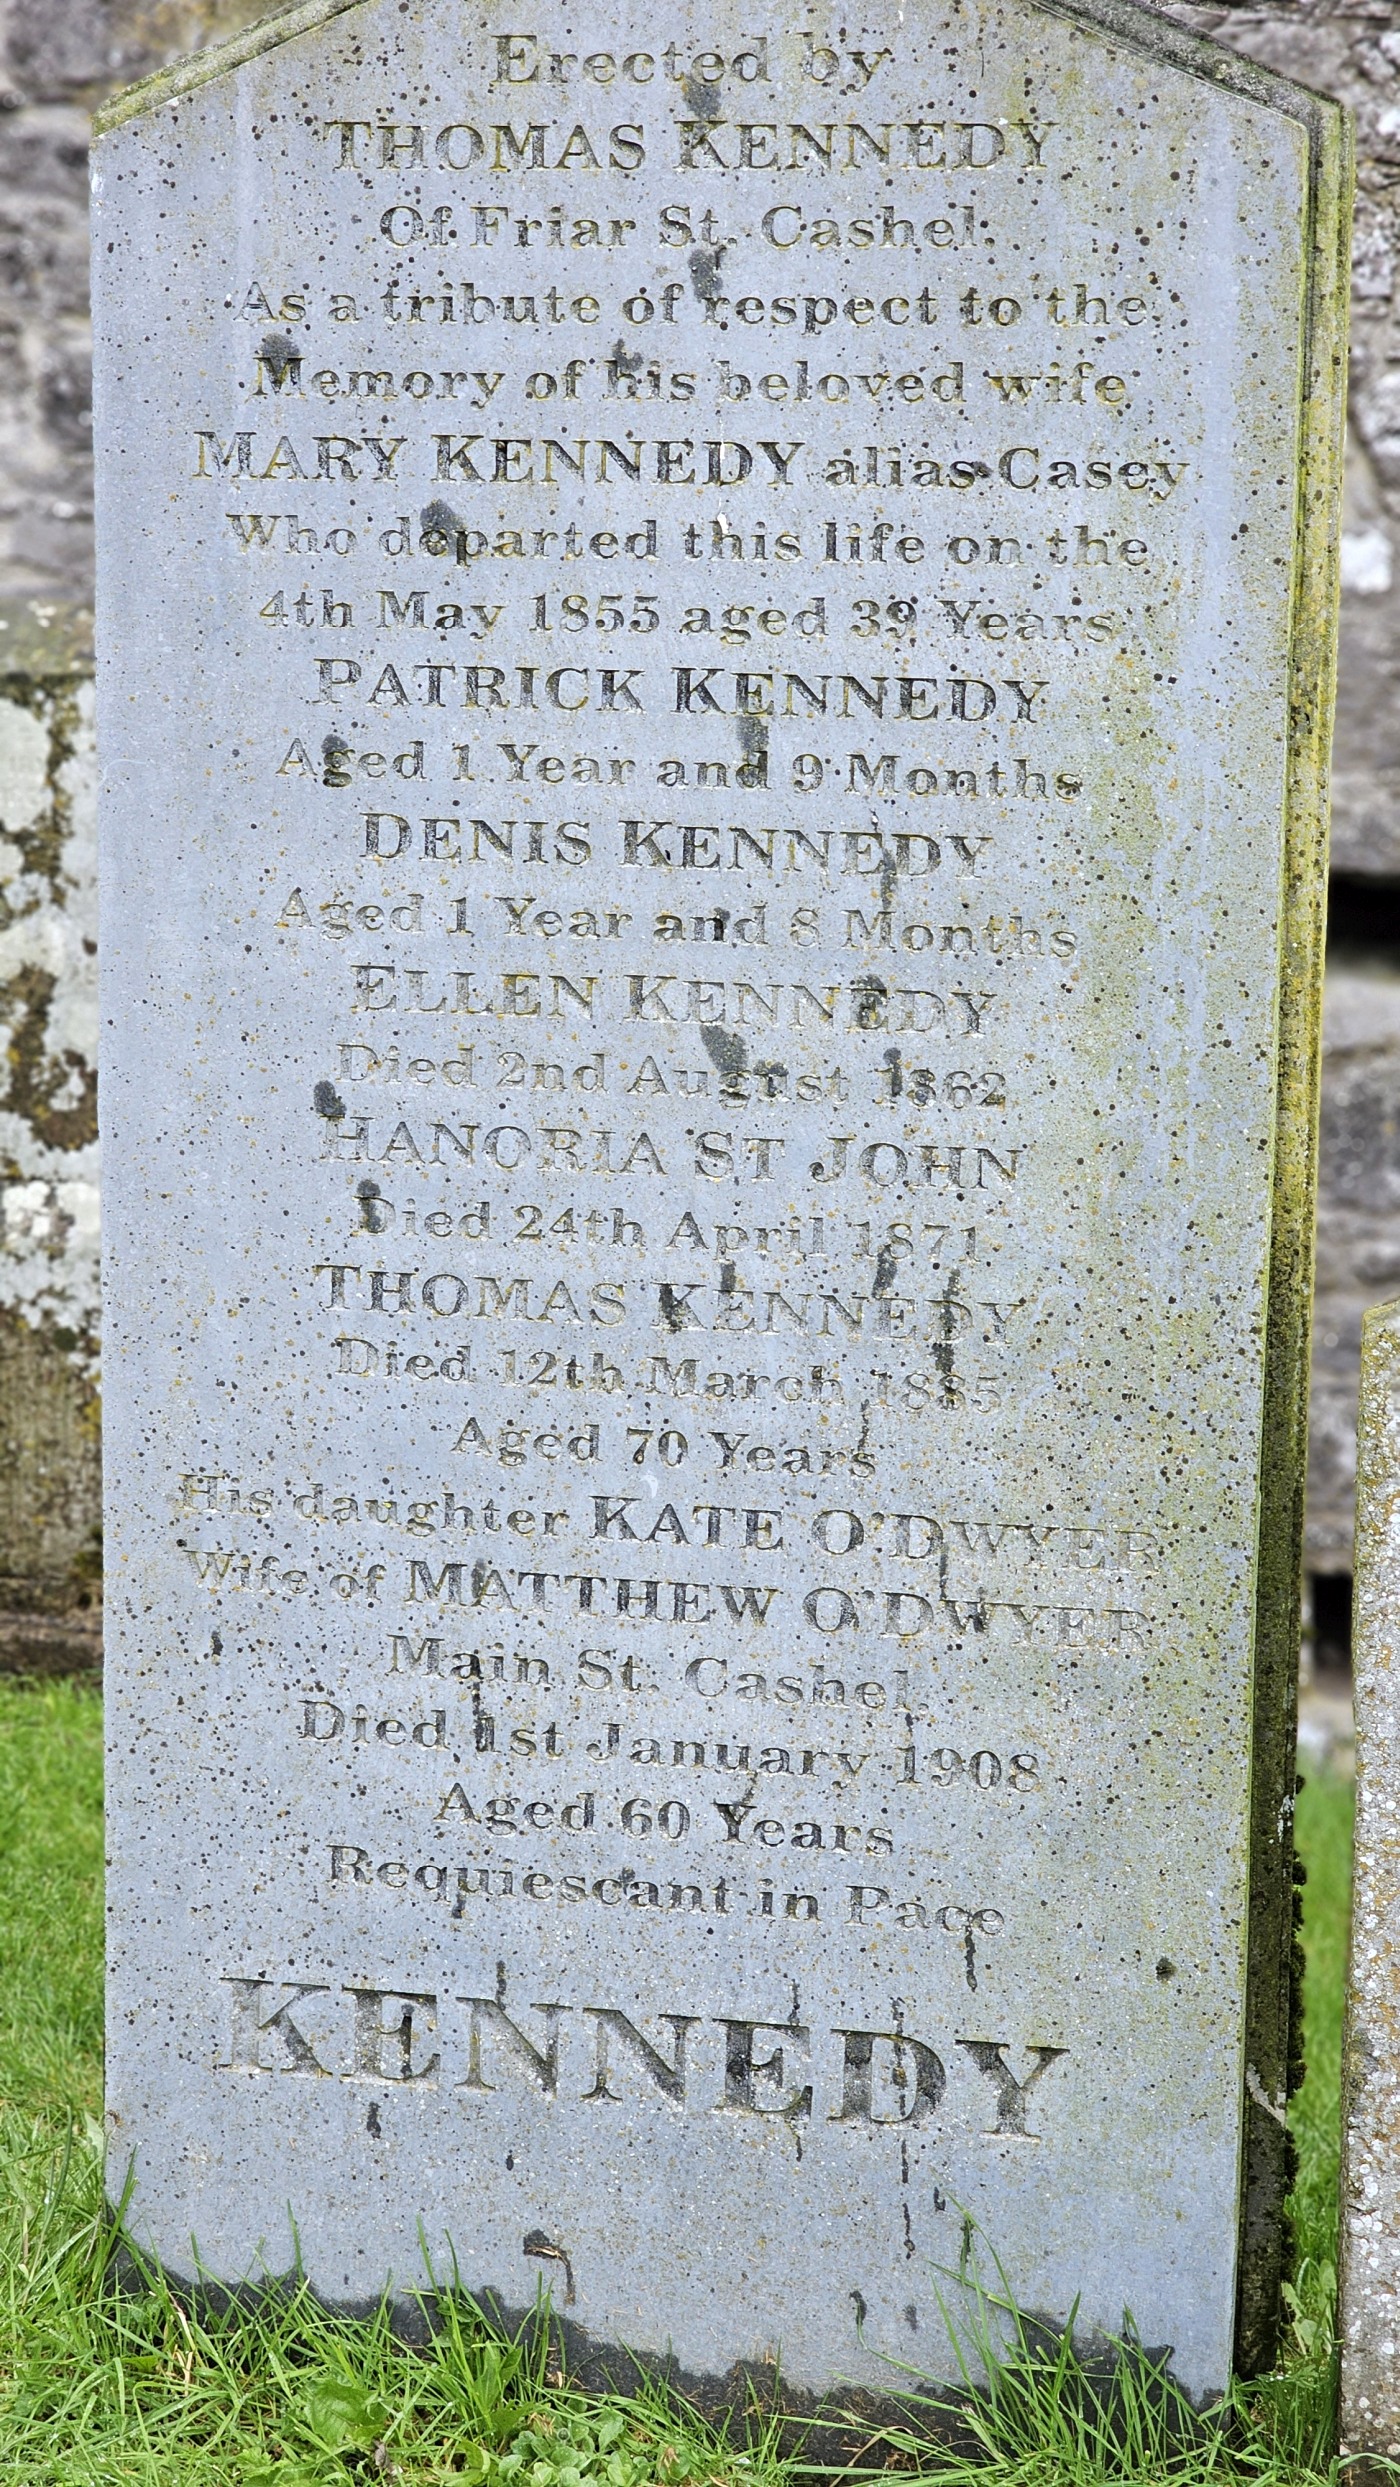 Erected by
THOMAS KENNEDY
Of Friar St. Cashel.
As a tribute of respect to the
Memory of his beloved wife
MARY KENNEDY alias Casey
Who departed this life on the
4th May 1855 aged 39 Years
PATRICK KENNEDY
Aged 1 Year and 9 Months
DENIS KENNEDY
Aged 1 Year and 8 Months
ELLEN KENNEDY
Died 2nd August 1862
HANORIA ST JOHN
Died 24th April 1871
THOMAS KENNEDY
Died 12th March 1885
Aged 70 Years
His daughter KATE O'DWYER
Wife of MATTHEW O'DWYER
Main St. Cashel.
Died 1st January 1908
Aged 60 Years
Requiescant in Pace
KENNEDY